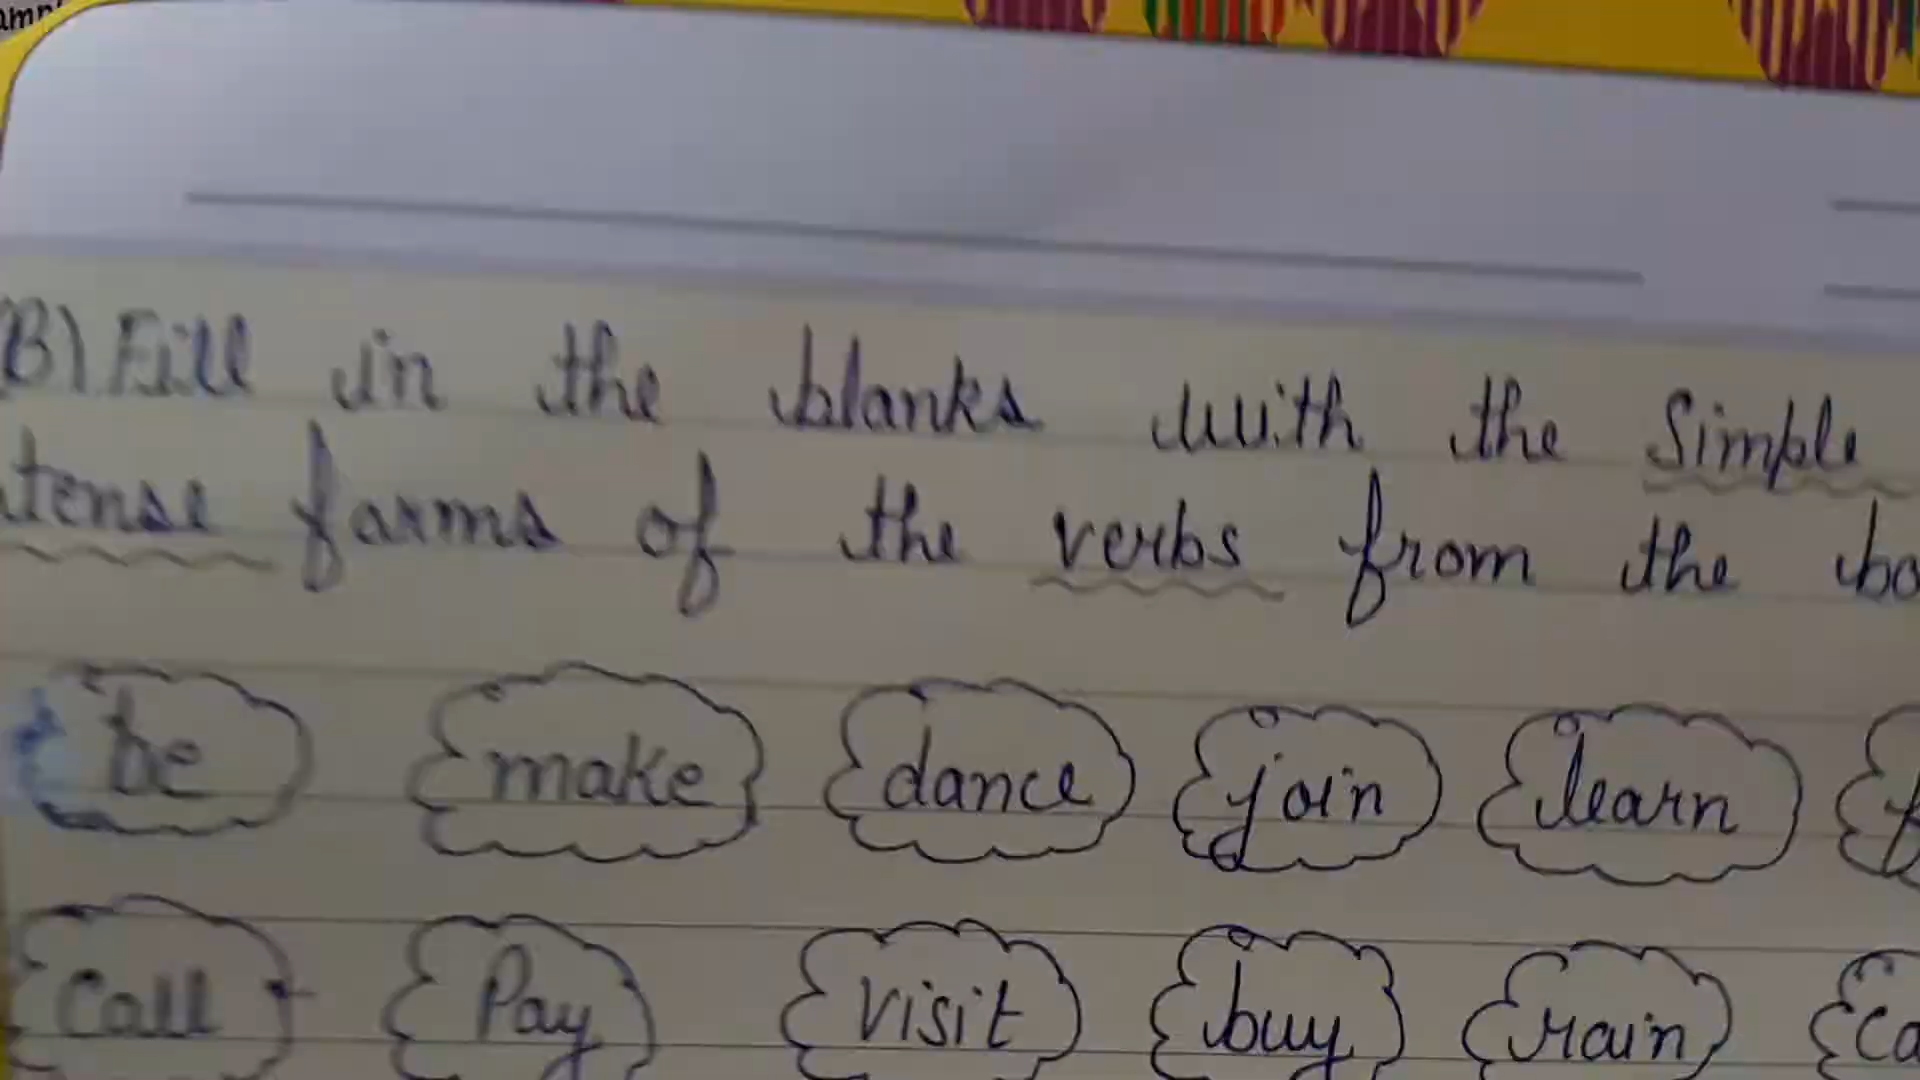 B) Fill in the blanks with the Simple
tense farms of the verbs from the
be make dance join learn
call Pay visit buy rain